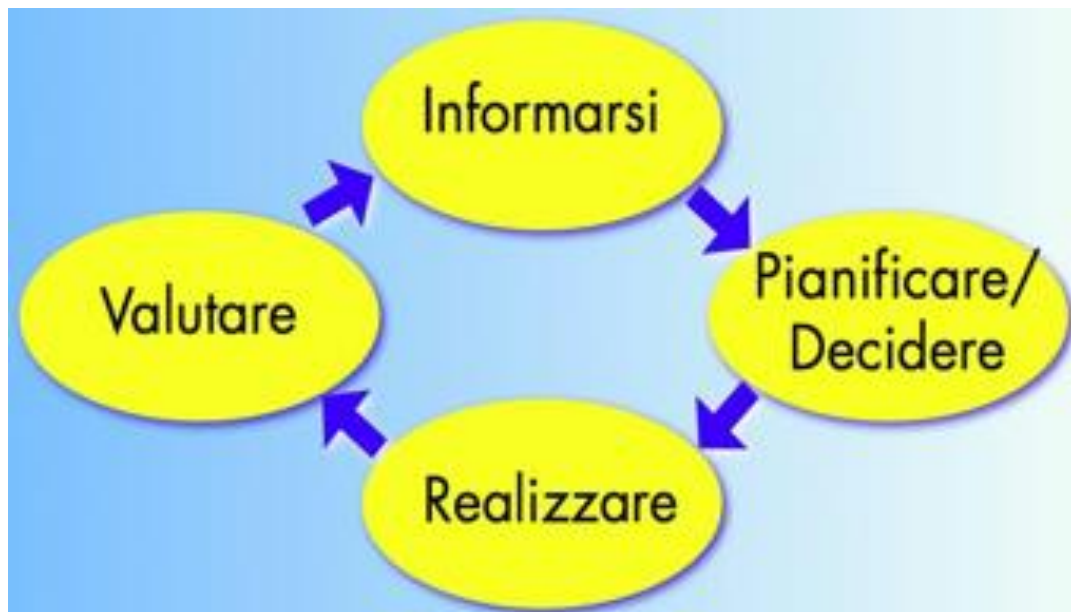 Informarsi
Pianificare/
Decidere
Realizzare
Valutare